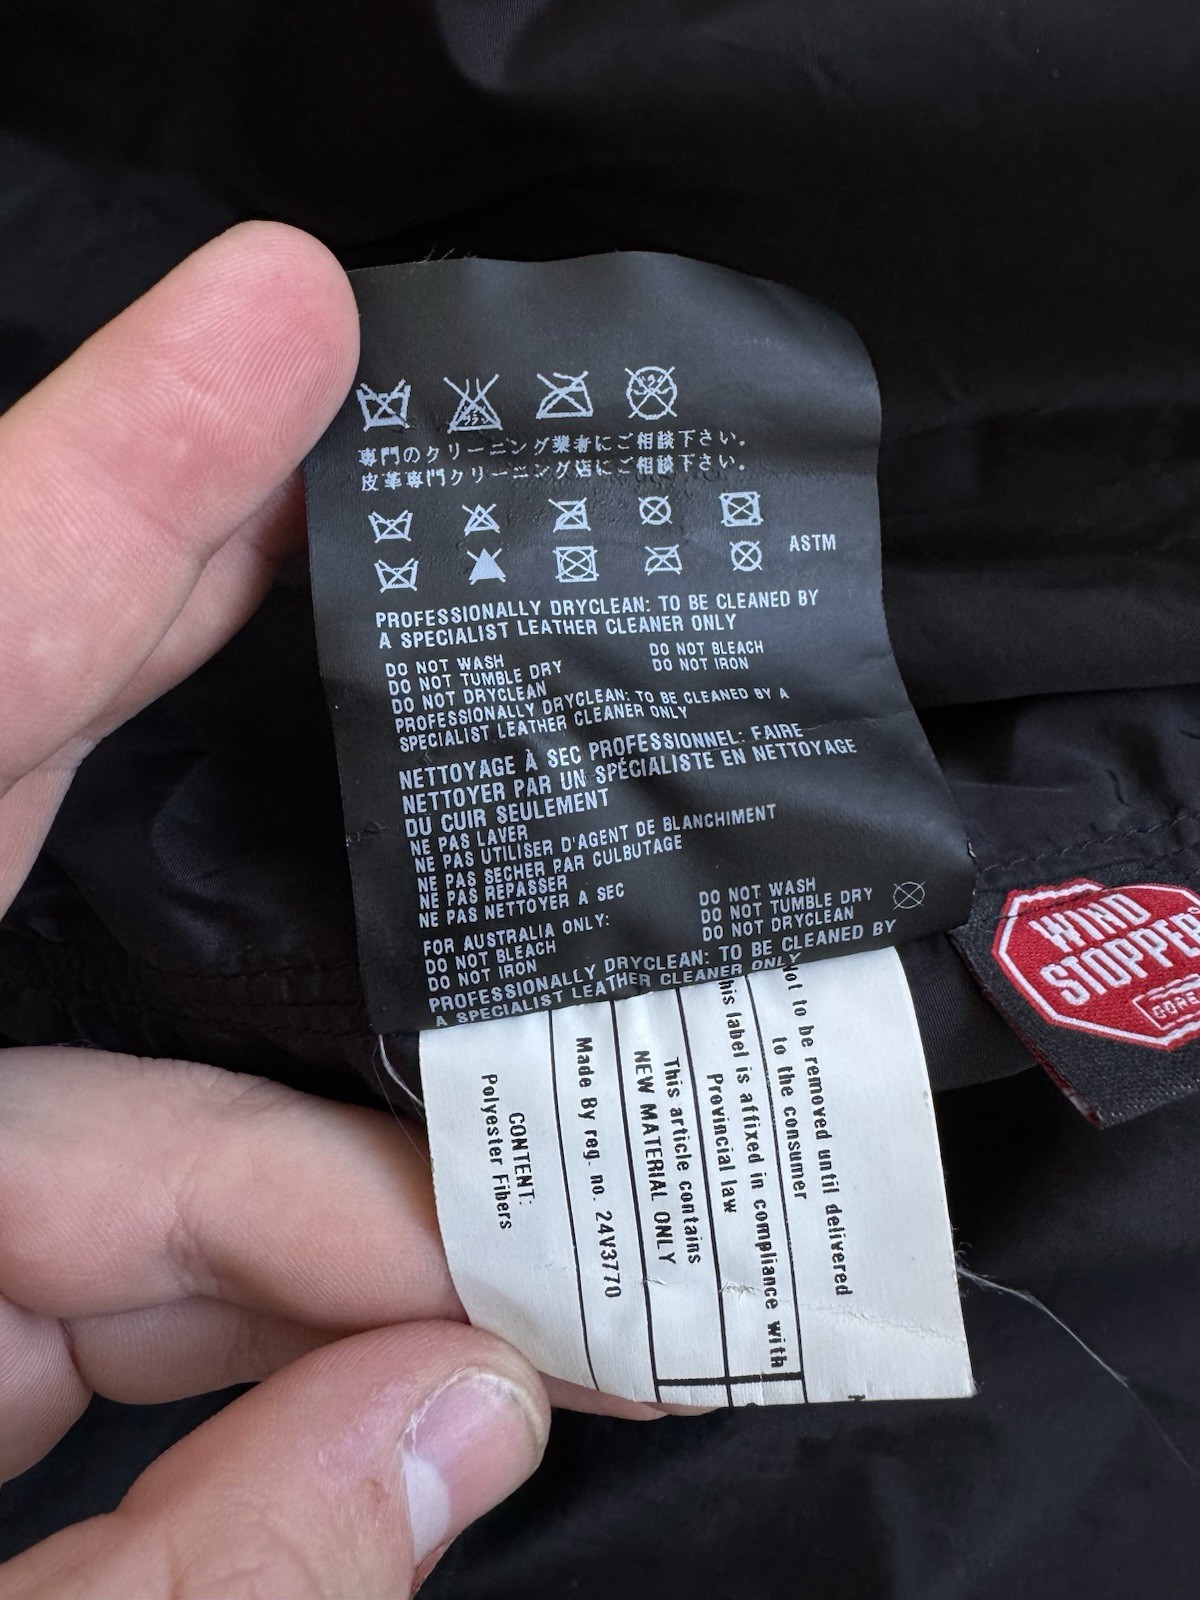 専門のクリーニング業者にご相談下さい。
皮革専門クリーニング店にご相談下さい。
ASTM
PROFESSIONALLY DRYCLEAN: TO BE CLEANED BY
A SPECIALIST LEATHER CLEANER ONLY
DO NOT WASH
DO NOT BLEACH
DO NOT TUMBLE DRY
DO NOT IRON
DO NOT DRYCLEAN
PROFESSIONALLY DRYCLEAN: TO BE CLEANED BY A
SPECIALIST LEATHER CLEANER ONLY
NETTOYAGE À SEC PROFESSIONNEL: FAIRE
NETTOYER PAR UN SPÉCIALISTE EN NETTOYAGE
DU CUIR SEULEMENT
NE PAS LAVER
NE PAS UTILISER D'AGENT DE BLANCHIMENT
NE PAS SECHER PAR CULBUTAGE
NE PAS REPASSER
NE PAS NETTOYER A SEC
FOR AUSTRALIA ONLY:
DO NOT WASH
DO NOT BLEACH
DO NOT TUMBLE DRY
DO NOT IRON
DO NOT DRYCLEAN
PROFESSIONALLY DRYCLEAN: TO BE CLEANED BY
A SPECIALIST LEATHER CLEANER ONLY
Not to be removed until delivered
to the consumer
This label is affixed in compliance with
Provincial law
This article contains
NEW MATERIAL ONLY
Made By reg. no. 24V3770
CONTENT:
Polyester Fibers
WIND
STOPPER
GORE